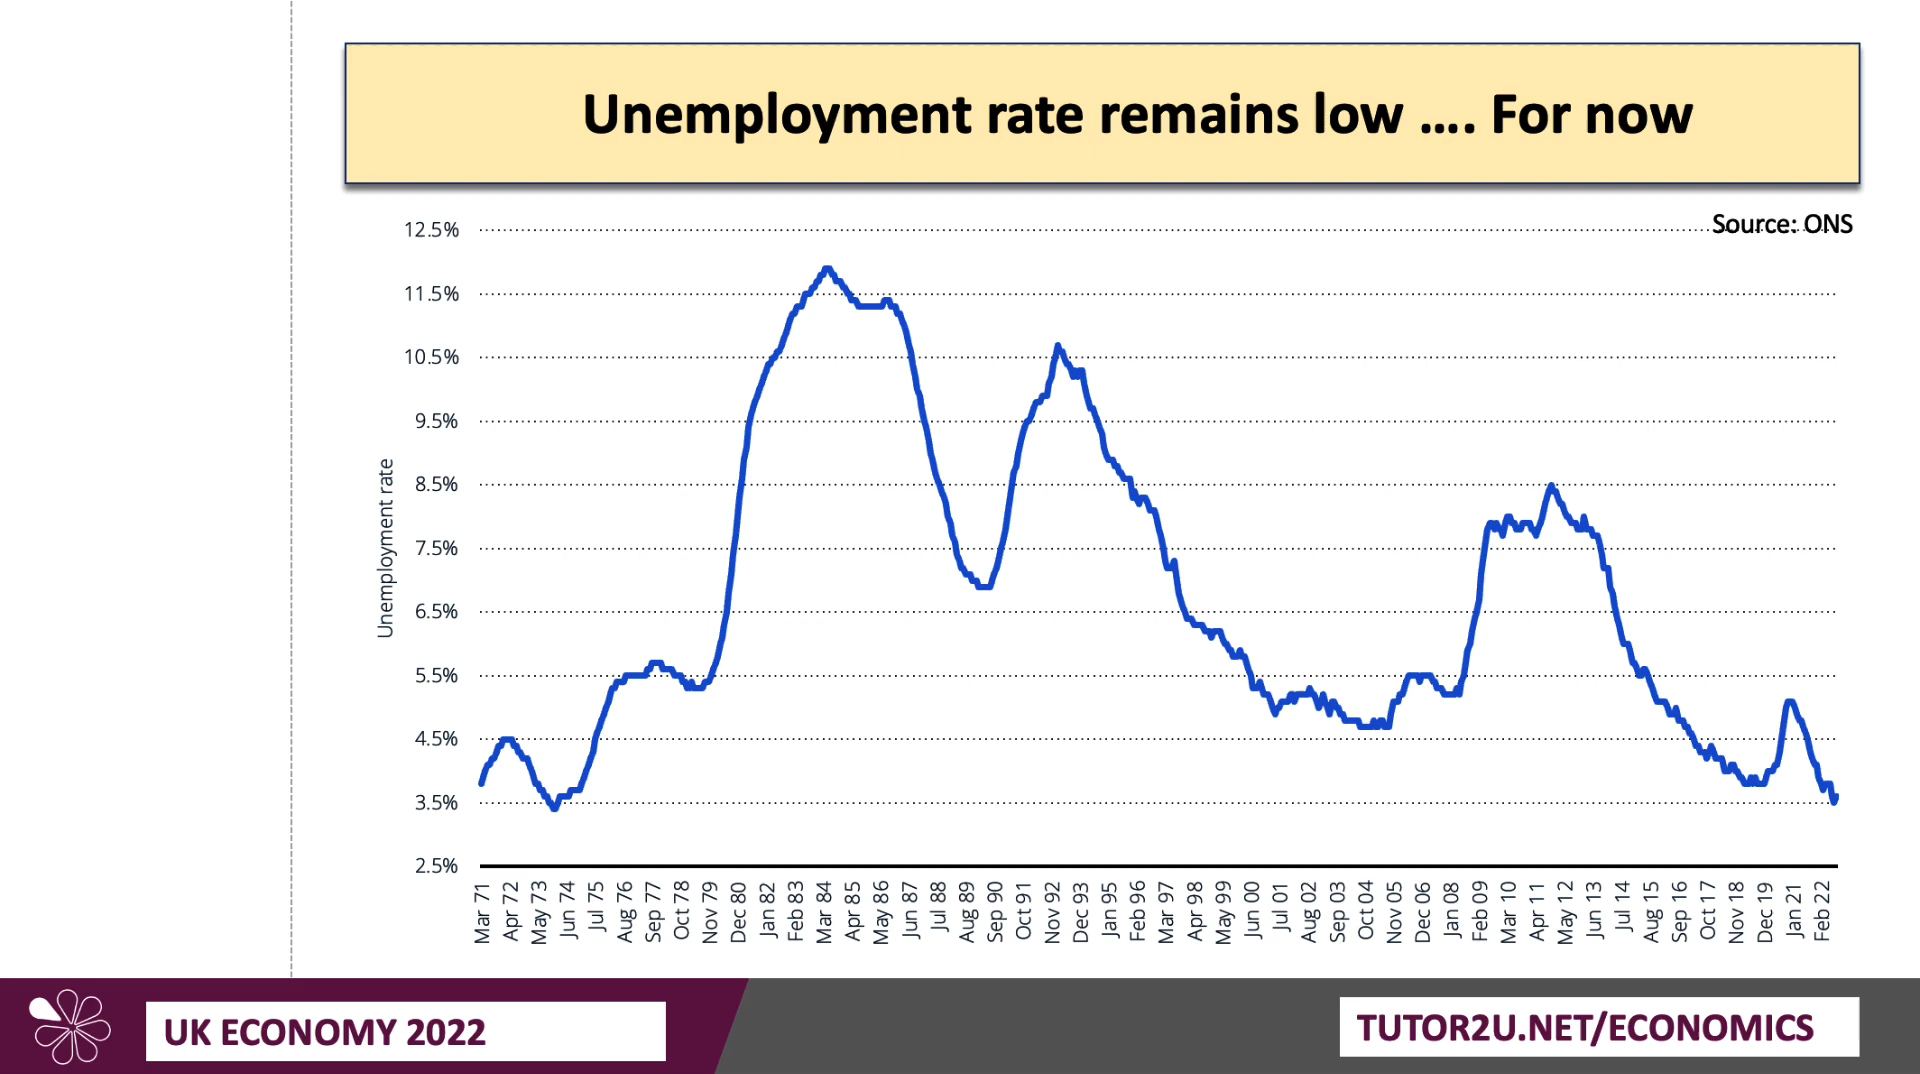 Unemployment rate remains low .... For now
Source: ONS
12.5%
11.5%
10.5%
9.5%
8.5%
7.5%
6.5%
5.5%
4.5%
3.5%
2.5%
Unemployment rate
Mar 71
Apr 72
May 73
Jun 74
Jul 75
Aug 76
Sep 77
Oct 78
Nov 79
Dec 80
Jan 82
Feb 83
Mar 84
Apr 85
May 86
Jun 87
Jul 88
Aug 89
Sep 90
Oct 91
Nov 92
Dec 93
Jan 95
Feb 96
Mar 97
Apr 98
May 99
Jun 00
Jul 01
Aug 02
Sep 03
Oct 04
Nov 05
Dec 06
Jan 08
Feb 09
Mar 10
Apr 11
May 12
Jun 13
Jul 14
Aug 15
Sep 16
Oct 17
Nov 18
Dec 19
Jan 21
Feb 22
UK ECONOMY 2022
TUTOR2U.NET/ECONOMICS